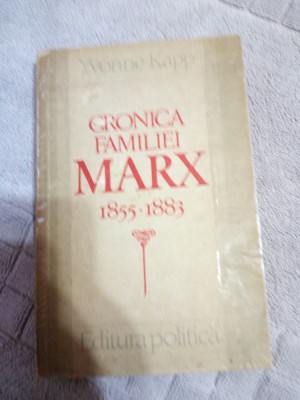 Yvonne Kapp
CRONICA
FAMILIEI
MARX
1855-1883
Editura politică